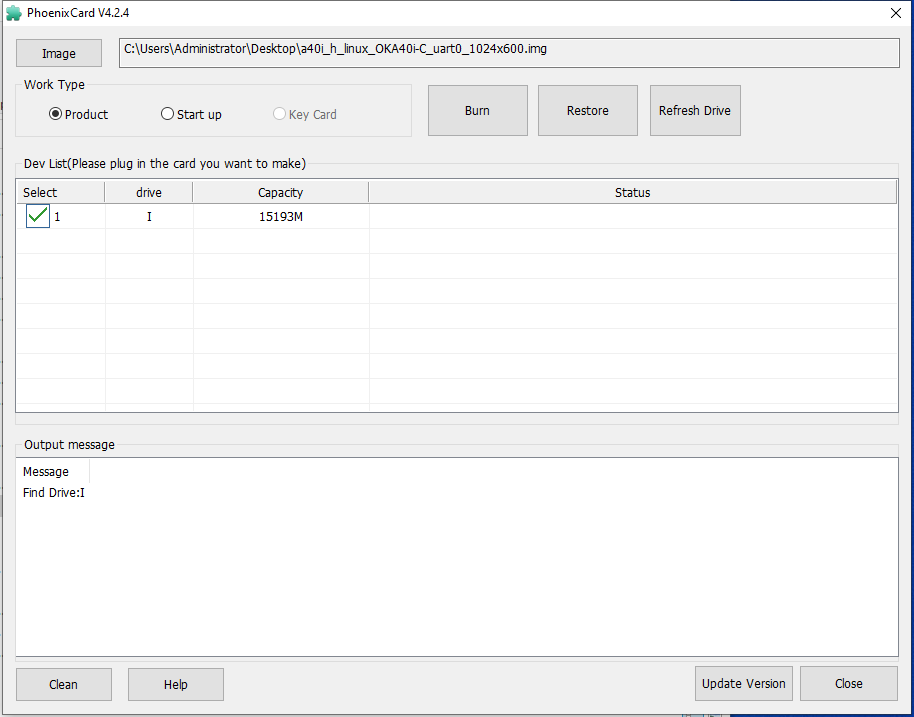 PhoenixCard V4.2.4
Image
C:\Users\Administrator\Desktop\a40i_h_linux_OKA40i-C_uart0_1024x600.img
Work Type
Product
Start up
Key Card
Burn
Restore
Refresh Drive
Dev List(Please plug in the card you want to make)
Select drive Capacity Status
1 I 15193M
Output message
Message
Find Drive:I
Clean
Help
Update Version
Close